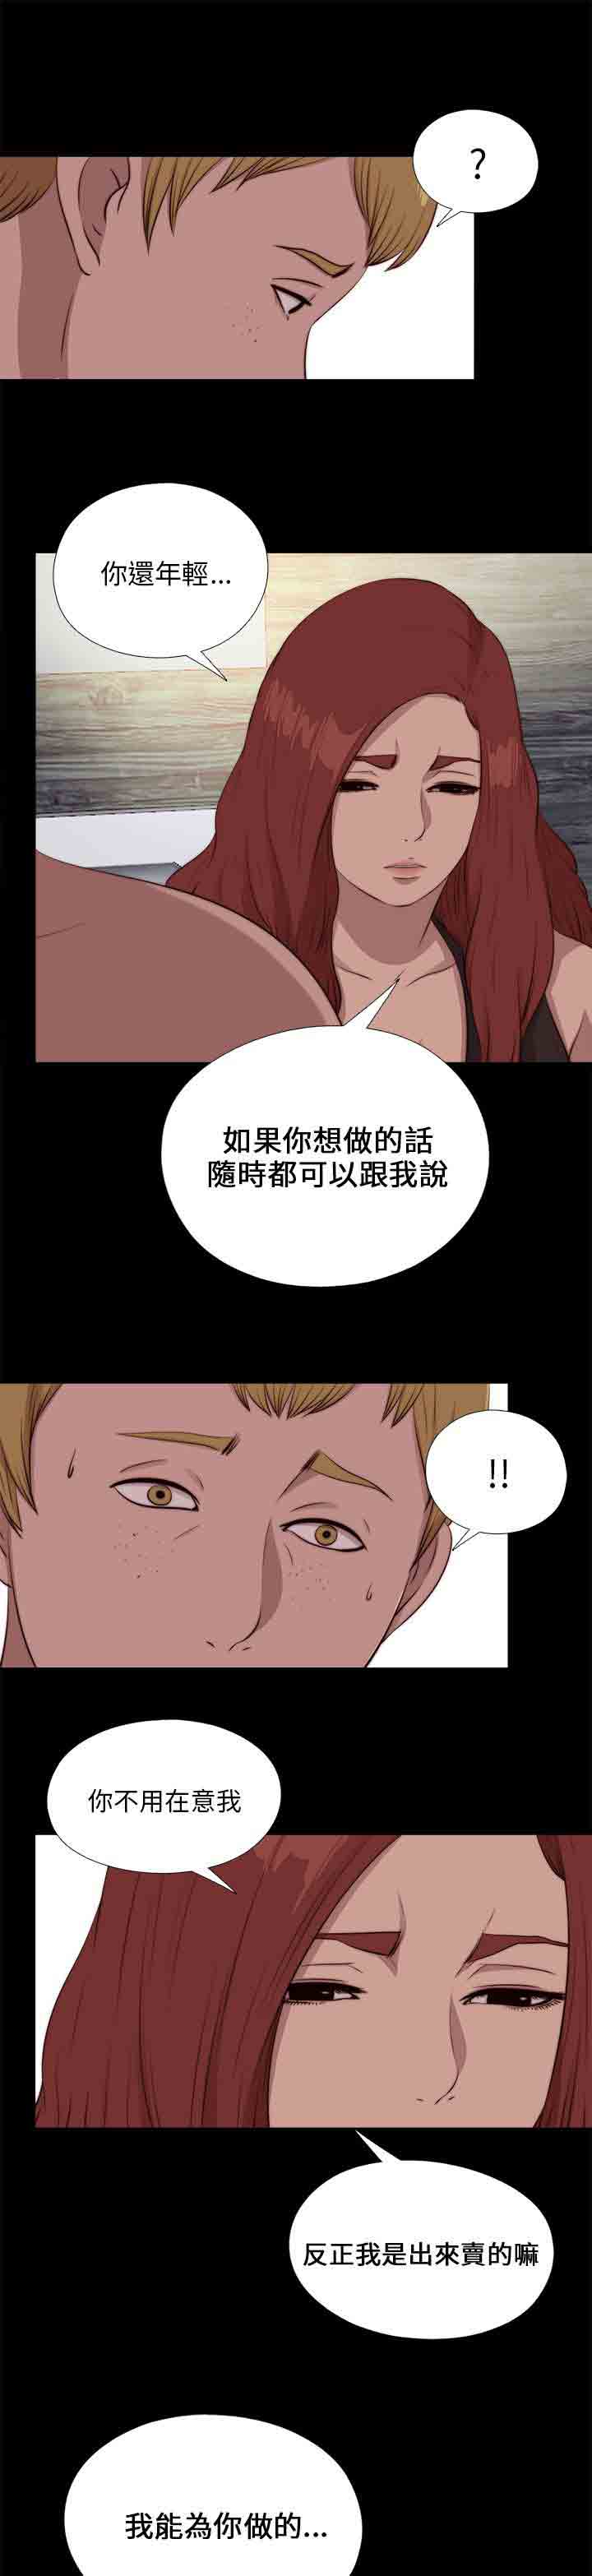 ?
你還年輕...
如果你想做的話
隨時都可以跟我說
!!
你不用在意我
反正我是出來賣的嘛
我能為你做的...